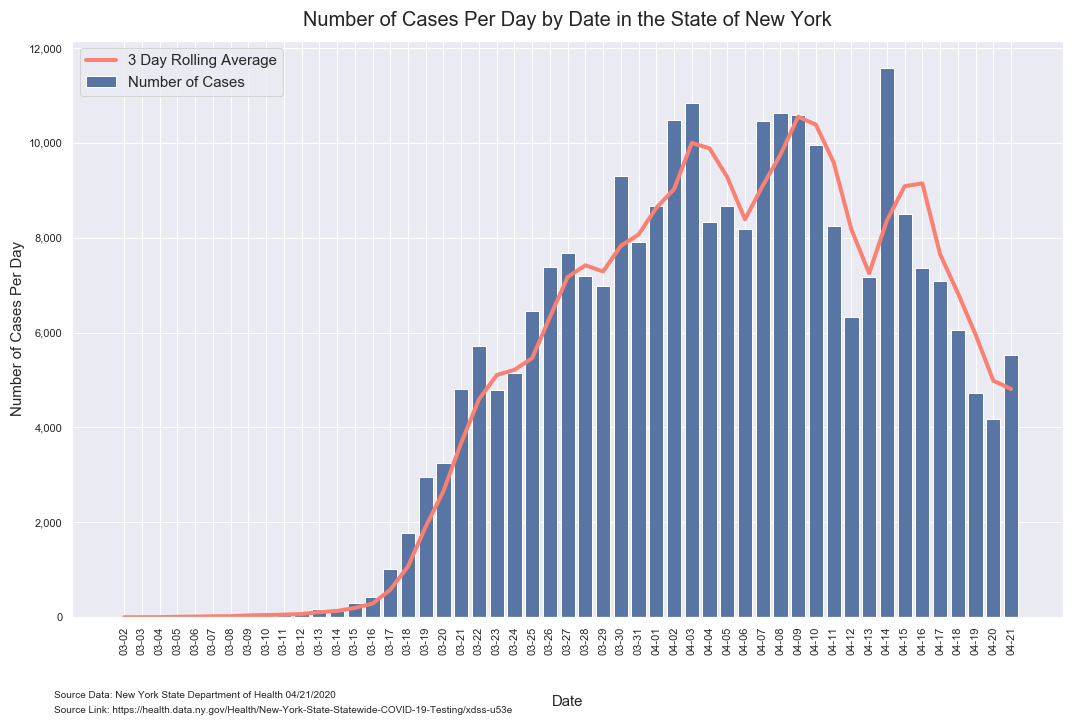 Number of Cases Per Day by Date in the State of New York
3 Day Rolling Average
Number of Cases
Number of Cases Per Day
12,000
10,000
8,000
6,000
4,000
2,000
0
03-02 03-03 03-04 03-05 03-06 03-07 03-08 03-09 03-10 03-11 03-12 03-13 03-14 03-15 03-16 03-17 03-18 03-19 03-20 03-21 03-22 03-23 03-24 03-25 03-26 03-27 03-28 03-29 03-30 03-31 04-01 04-02 04-03 04-04 04-05 04-06 04-07 04-08 04-09 04-10 04-11 04-12 04-13 04-14 04-15 04-16 04-17 04-18 04-19 04-20 04-21
Date
Source Data: New York State Department of Health 04/21/2020
Source Link: https://health.data.ny.gov/Health/New-York-State-Statewide-COVID-19-Testing/xdss-u53e